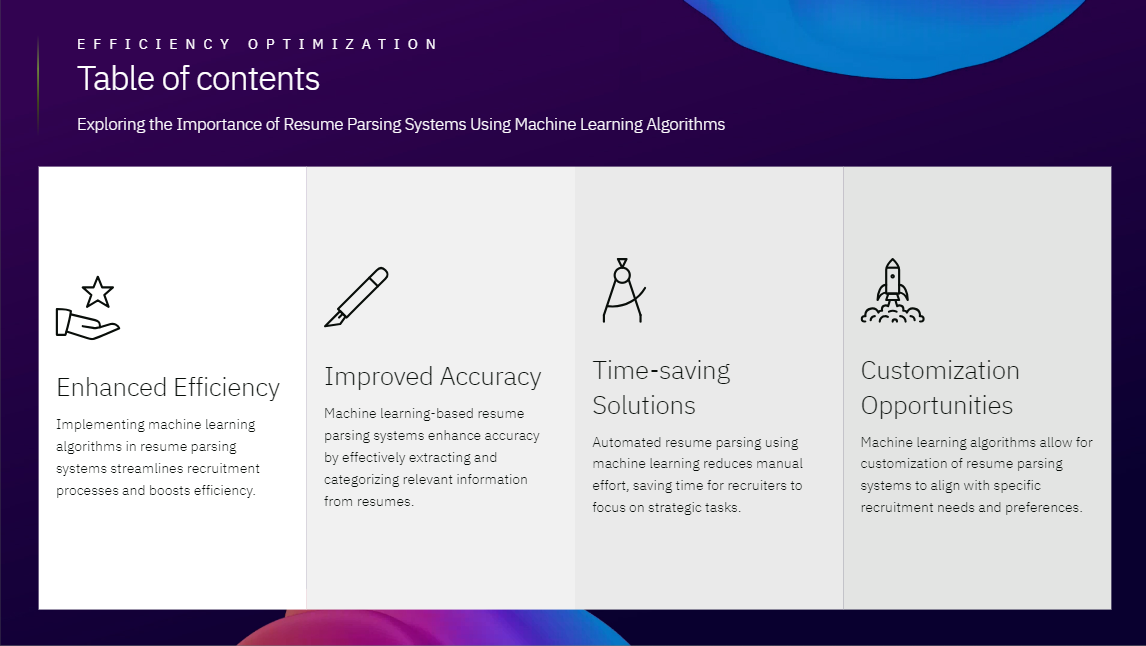 EFFICIENCY OPTIMIZATION
Table of contents
Exploring the Importance of Resume Parsing Systems Using Machine Learning Algorithms
Enhanced Efficiency
Implementing machine learning
algorithms in resume parsing
systems streamlines recruitment
processes and boosts efficiency.
Improved Accuracy
Machine learning-based resume
parsing systems enhance accuracy
by effectively extracting and
categorizing relevant information
from resumes.
Time-saving
Solutions
Automated resume parsing using
machine learning reduces manual
effort, saving time for recruiters to
focus on strategic tasks.
Customization
Opportunities
Machine learning algorithms allow for
customization of resume parsing
systems to align with specific
recruitment needs and preferences.